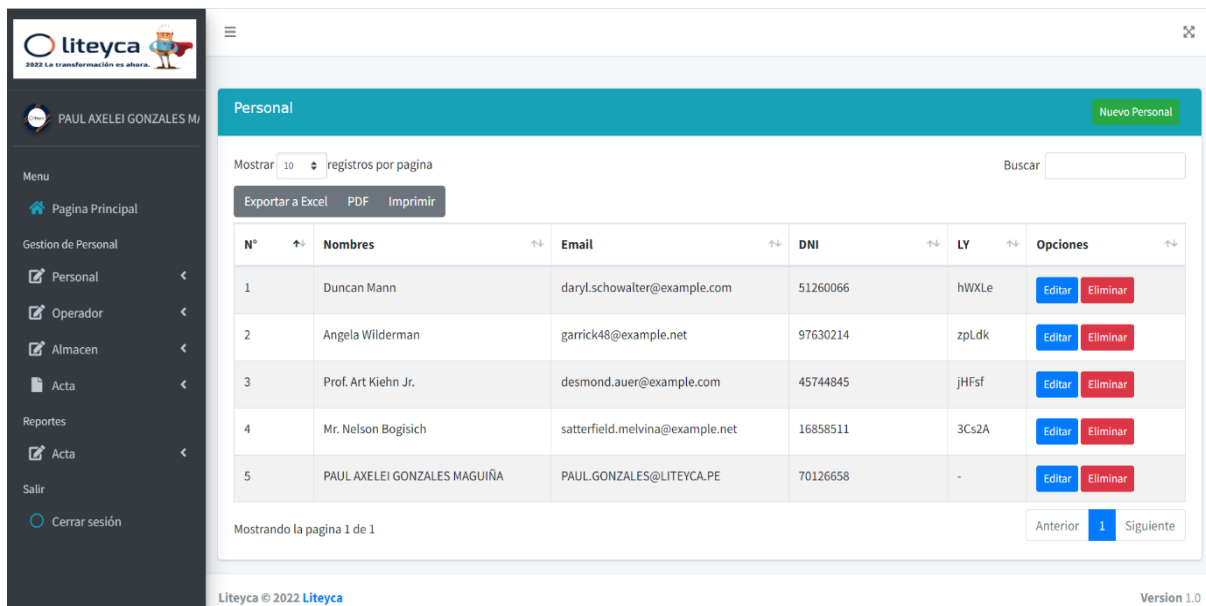 liteyca
2022 La transformación es ahora.
PAUL AXELEI GONZALES MA
Menu
Pagina Principal
Gestion de Personal
Personal
Operador
Almacen
Acta
Reportes
Acta
Salir
Cerrar sesión
Personal
Nuevo Personal
Mostrar 10 registros por pagina
Buscar
Exportar a Excel PDF Imprimir
N° Nombres Email DNI LY Opciones
1 Duncan Mann daryl.schowalter@example.com 51260066 hWXLe Editar Eliminar
2 Angela Wilderman garrick48@example.net 97630214 zpLdk Editar Eliminar
3 Prof. Art Kiehn Jr. desmond.auer@example.com 45744845 jHFsf Editar Eliminar
4 Mr. Nelson Bogisich satterfield.melvina@example.net 16858511 3Cs2A Editar Eliminar
5 PAUL AXELEI GONZALES MAGUIÑA PAUL.GONZALES@LITEYCA.PE 70126658 - Editar Eliminar
Mostrando la pagina 1 de 1
Anterior 1 Siguiente
Liteyca © 2022 Liteyca
Version 1.0